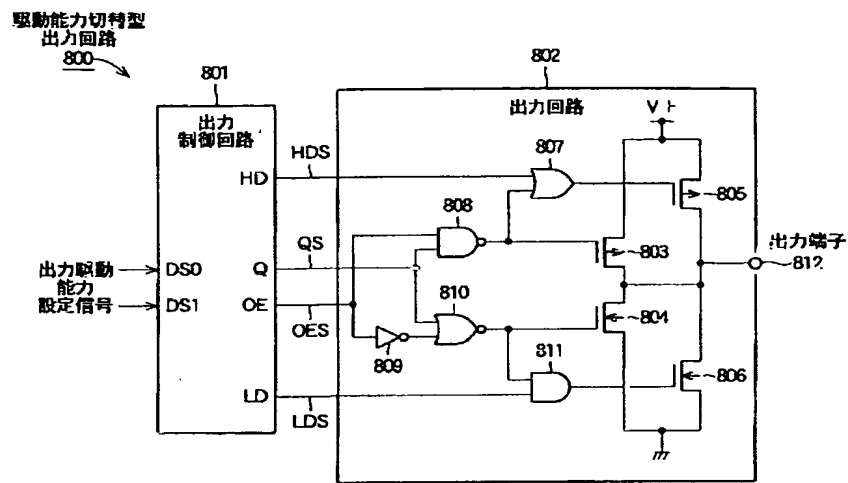 駆動能力切替型
出力回路
800
801
802
出力
制御回路
出力回路
HD
HDS
807
805
808
803
QS
出力端子
812
出力駆動
能力
設定信号
DS0
DS1
Q
OE
OES
810
804
809
811
806
LD
LDS